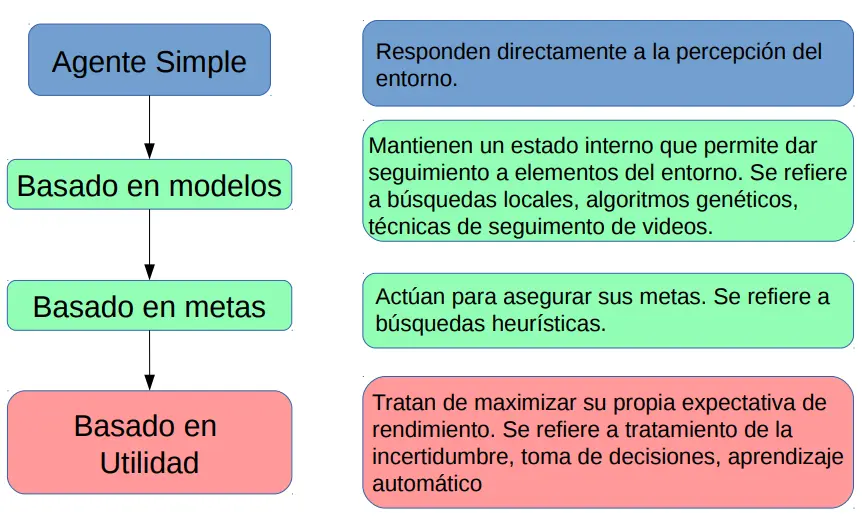 Agente Simple
Responden directamente a la percepción del
entorno.
Basado en modelos
Mantienen un estado interno que permite dar
seguimiento a elementos del entorno. Se refiere
a búsquedas locales, algoritmos genéticos,
técnicas de seguimento de videos.
Basado en metas
Actúan para asegurar sus metas. Se refiere a
búsquedas heurísticas.
Basado en
Utilidad
Tratan de maximizar su propia expectativa de
rendimiento. Se refiere a tratamiento de la
incertidumbre, toma de decisiones, aprendizaje
automático